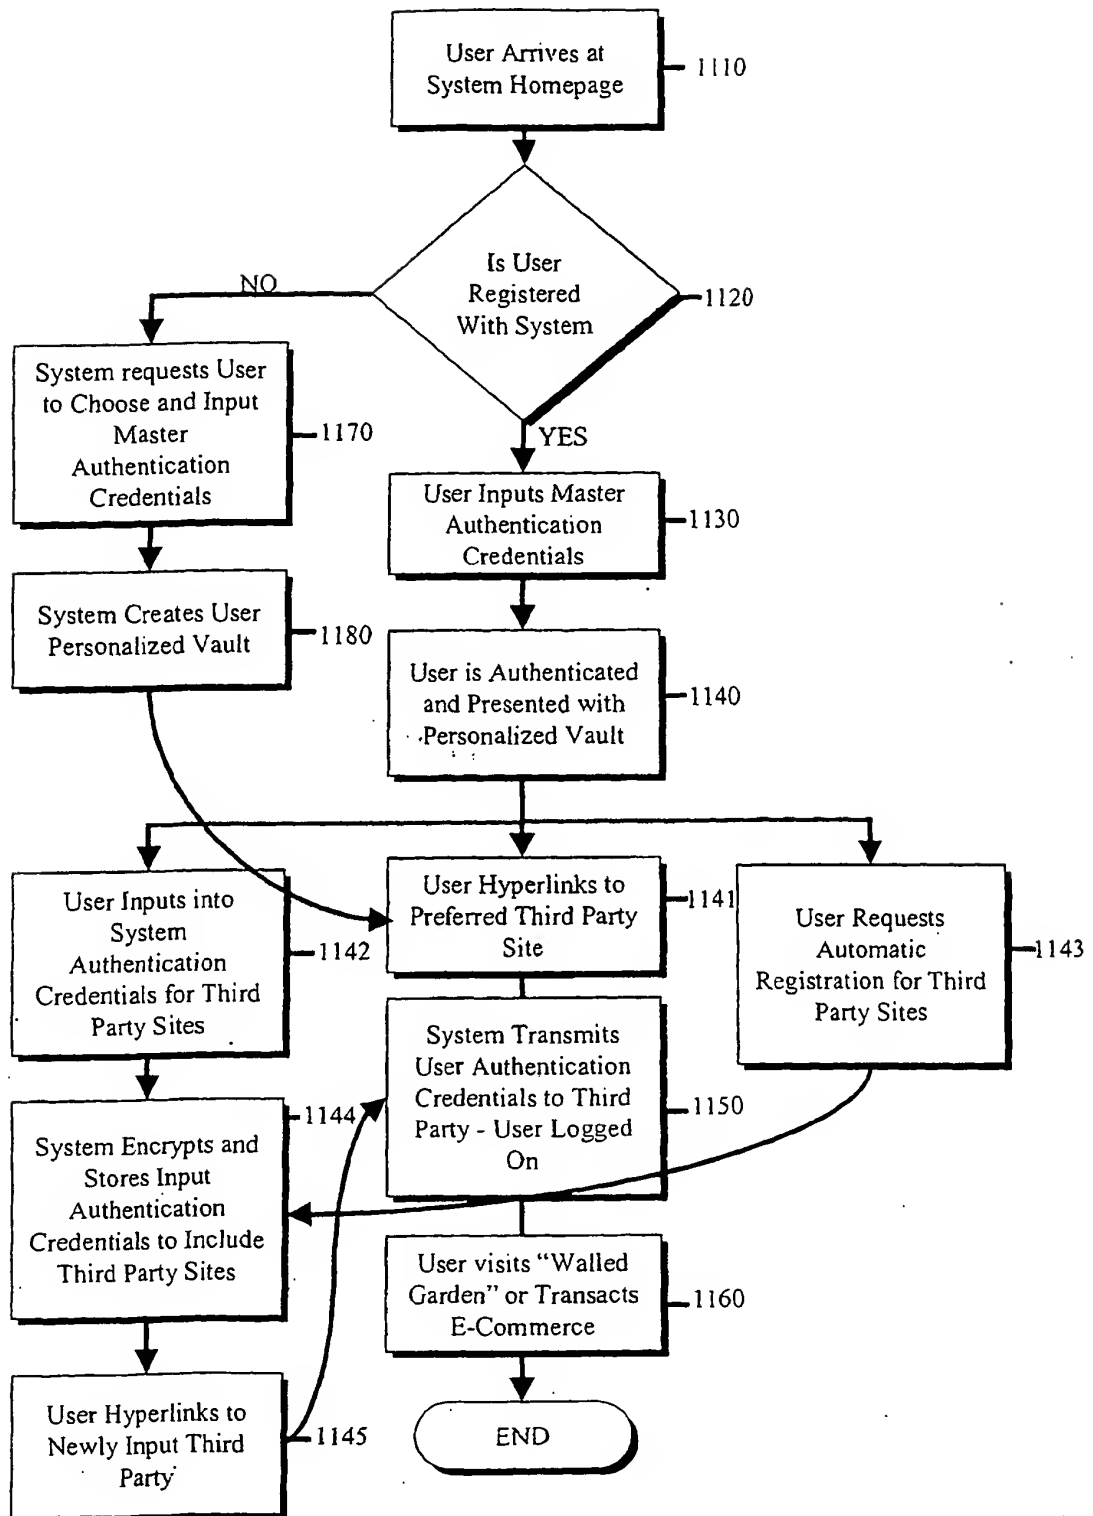 User Arrives at
System Homepage
1110
Is User
Registered
With System
1120
NO
YES
System requests User
to Choose and Input
Master
Authentication
Credentials
1170
User Inputs Master
Authentication
Credentials
1130
System Creates User
Personalized Vault
1180
User is Authenticated
and Presented with
Personalized Vault
1140
User Inputs into
System
Authentication
Credentials for Third
Party Sites
1142
User Hyperlinks to
Preferred Third Party
Site
1141
User Requests
Automatic
Registration for Third
Party Sites
1143
System Transmits
User Authentication
Credentials to Third
Party - User Logged
On
1150
System Encrypts and
Stores Input
Authentication
Credentials to Include
Third Party Sites
1144
User visits “Walled
Garden” or Transacts
E-Commerce
1160
User Hyperlinks to
Newly Input Third
Party
1145
END